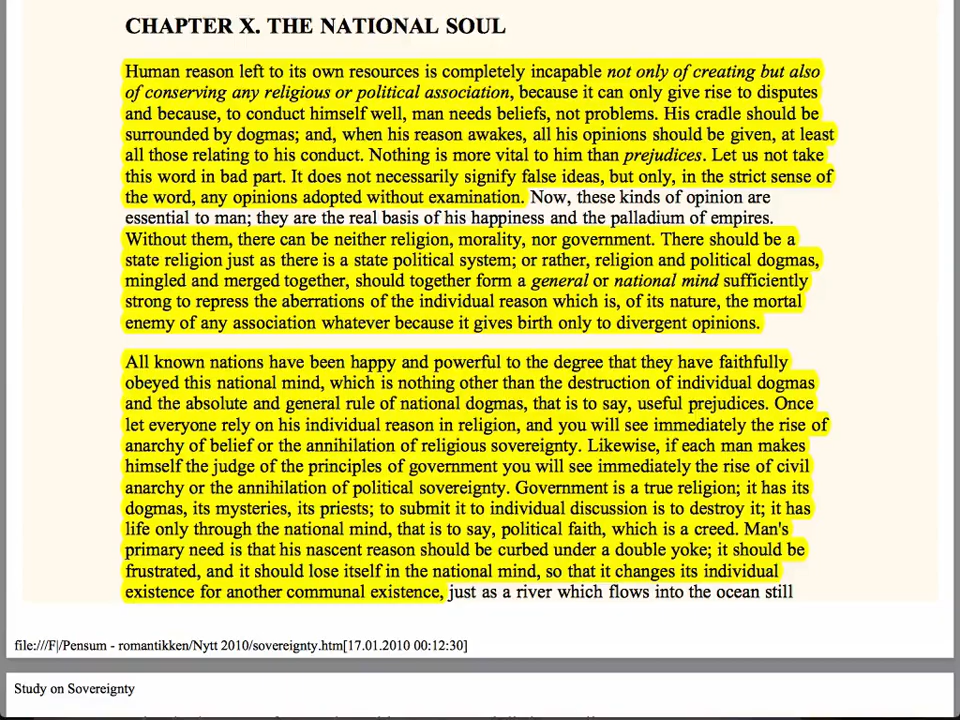 CHAPTER X. THE NATIONAL SOUL
Human reason left to its own resources is completely incapable not only of creating but also
of conserving any religious or political association, because it can only give rise to disputes
and because, to conduct himself well, man needs beliefs, not problems. His cradle should be
surrounded by dogmas; and, when his reason awakes, all his opinions should be given, at least
all those relating to his conduct. Nothing is more vital to him than prejudices. Let us not take
this word in bad part. It does not necessarily signify false ideas, but only, in the strict sense of
the word, any opinions adopted without examination. Now, these kinds of opinion are
essential to man; they are the real basis of his happiness and the palladium of empires.
Without them, there can be neither religion, morality, nor government. There should be a
state religion just as there is a state political system; or rather, religion and political dogmas,
mingled and merged together, should together form a general or national mind sufficiently
strong to repress the aberrations of the individual reason which is, of its nature, the mortal
enemy of any association whatever because it gives birth only to divergent opinions.
All known nations have been happy and powerful to the degree that they have faithfully
obeyed this national mind, which is nothing other than the destruction of individual dogmas
and the absolute and general rule of national dogmas, that is to say, useful prejudices. Once
let everyone rely on his individual reason in religion, and you will see immediately the rise of
anarchy of belief or the annihilation of religious sovereignty. Likewise, if each man makes
himself the judge of the principles of government you will see immediately the rise of civil
anarchy or the annihilation of political sovereignty. Government is a true religion; it has its
dogmas, its mysteries, its priests; to submit it to individual discussion is to destroy it; it has
life only through the national mind, that is to say, political faith, which is a creed. Man's
primary need is that his nascent reason should be curbed under a double yoke; it should be
frustrated, and it should lose itself in the national mind, so that it changes its individual
existence for another communal existence, just as a river which flows into the ocean still
file:///F|/Pensum - romantikken/Nytt 2010/sovereignty.htm[17.01.2010 00:12:30]
Study on Sovereignty